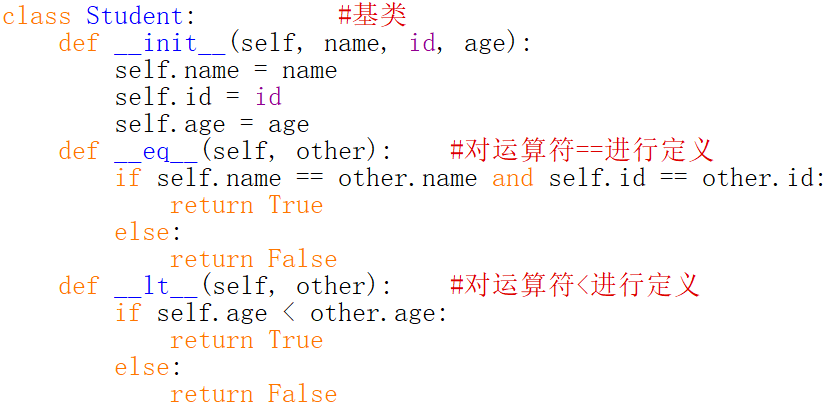 class Student:          #基类
    def __init__(self, name, id, age):
        self.name = name
        self.id = id
        self.age = age
    def __eq__(self, other):    #对运算符==进行定义
        if self.name == other.name and self.id == other.id:
            return True
        else:
            return False
    def __lt__(self, other):    #对运算符<进行定义
        if self.age < other.age:
            return True
        else:
            return False